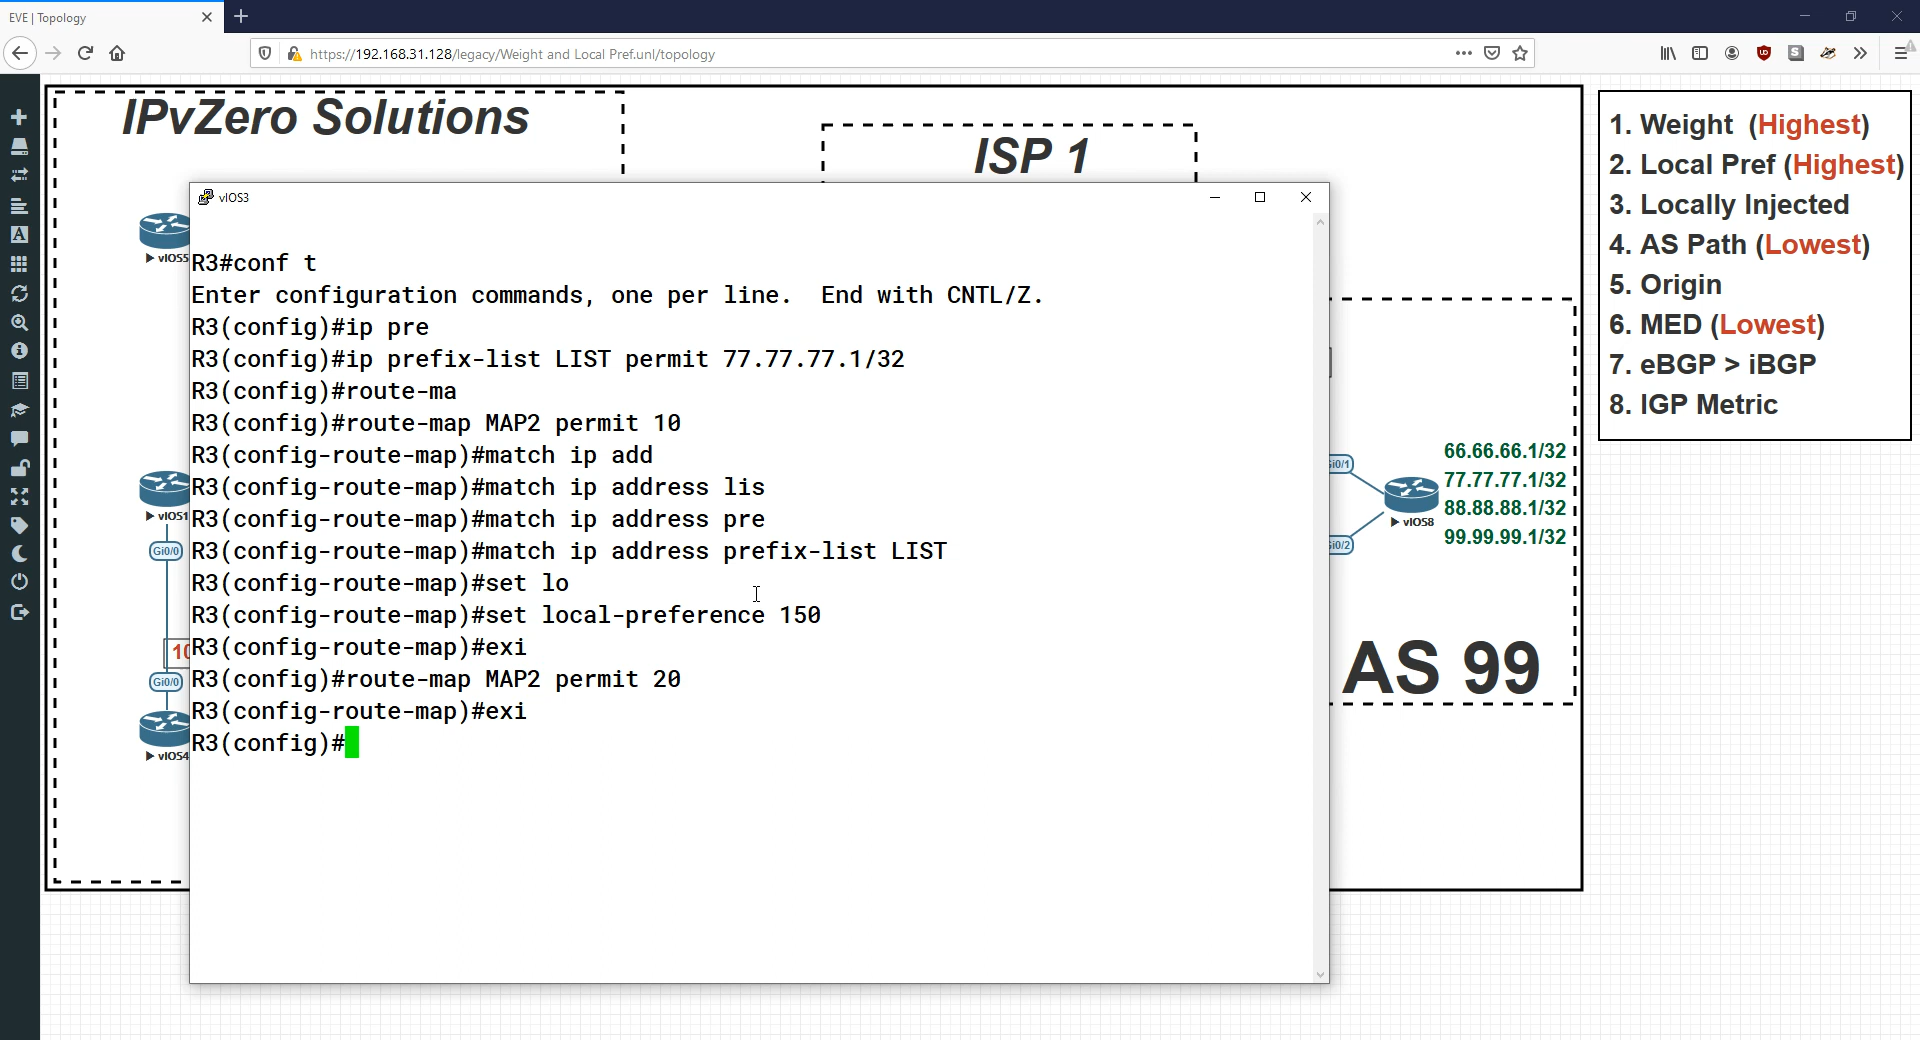 EVE | Topology
https://192.168.31.128/legacy/Weight and Local Pref.unl/topology
IPvZero Solutions
ISP 1
1. Weight (Highest)
2. Local Pref (Highest)
3. Locally Injected
4. AS Path (Lowest)
5. Origin
6. MED (Lowest)
7. eBGP > iBGP
8. IGP Metric
vIOS3
R3#conf t
Enter configuration commands, one per line.  End with CNTL/Z.
R3(config)#ip pre
R3(config)#ip prefix-list LIST permit 77.77.77.1/32
R3(config)#route-ma
R3(config)#route-map MAP2 permit 10
R3(config-route-map)#match ip add
R3(config-route-map)#match ip address lis
R3(config-route-map)#match ip address pre
R3(config-route-map)#match ip address prefix-list LIST
R3(config-route-map)#set lo
R3(config-route-map)#set local-preference 150
R3(config-route-map)#exi
R3(config)#route-map MAP2 permit 20
R3(config-route-map)#exi
R3(config)#
vIOS5
vIOS1
Gi0/0
10
Gi0/0
vIOS4
Gi0/1
Gi0/2
vIOS8
66.66.66.1/32
77.77.77.1/32
88.88.88.1/32
99.99.99.1/32
AS 99